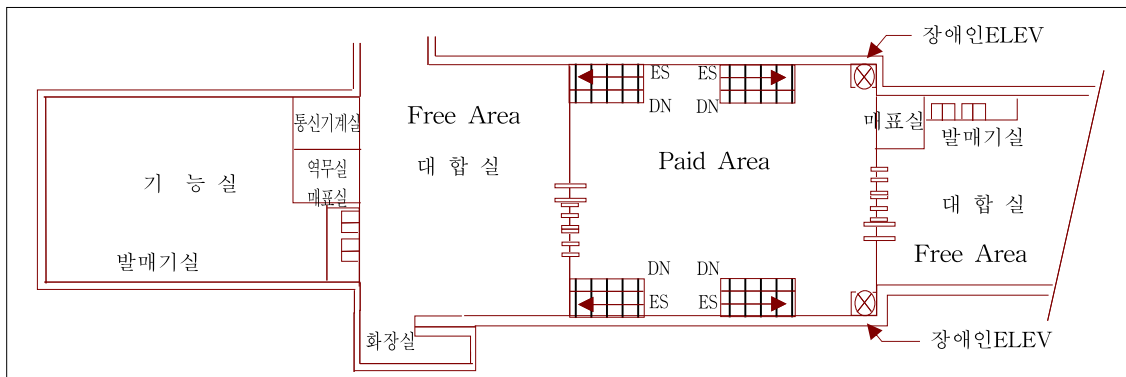 장애인ELEV
ES ES
DN DN
Free Area
대 합 실
통신기계실
역무실
매표실
기 능 실
발매기실
Paid Area
매표실
발매기실
대 합 실
Free Area
DN DN
ES ES
화장실
장애인ELEV